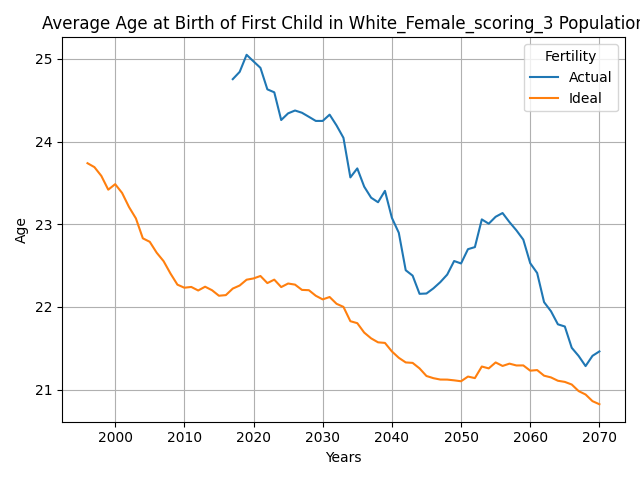 Average Age at Birth of First Child in White_Female_scoring_3 Population
Fertility
Actual
Ideal
Age
25
24
23
22
21
2000 2010 2020 2030 2040 2050 2060 2070
Years